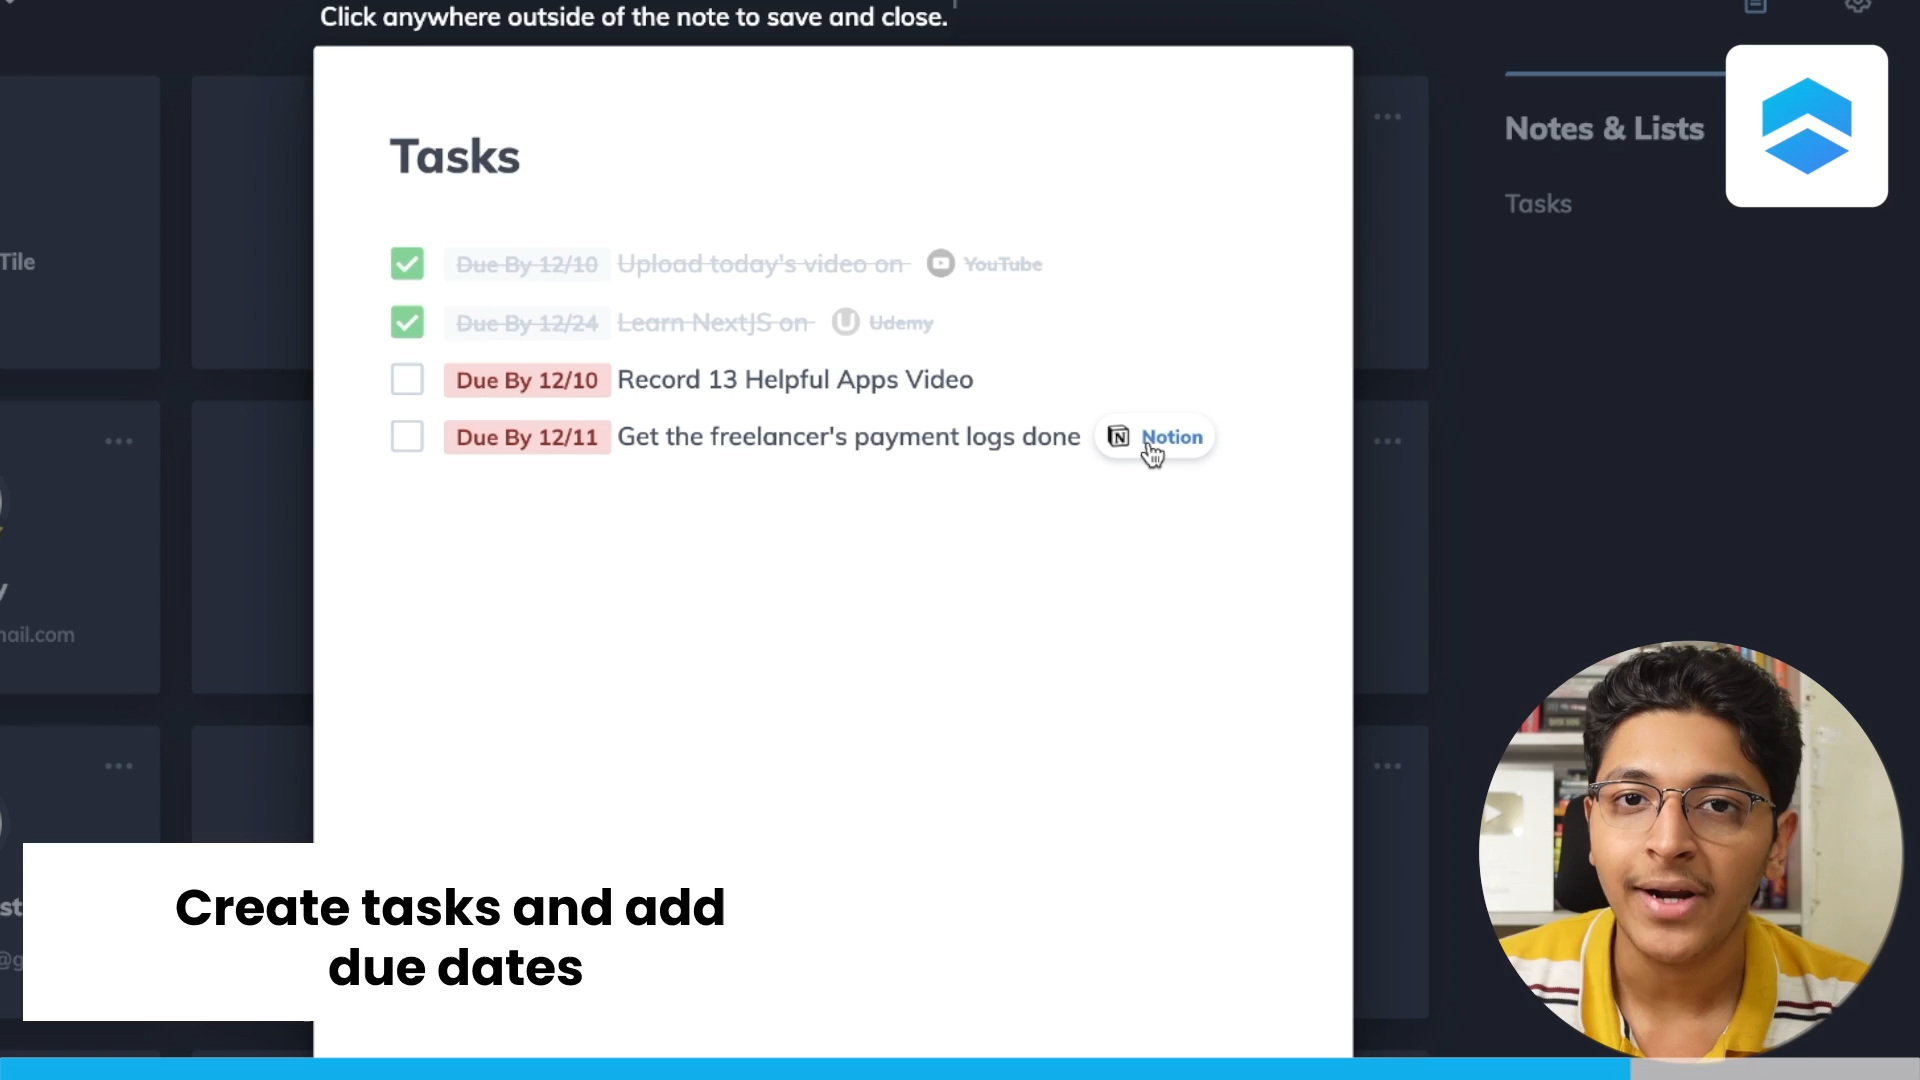 Click anywhere outside of the note to save and close.
Notes & Lists
Tasks
Tasks
Due By 12/10 Upload today's video on YouTube
Due By 12/24 Learn NextJS on Udemy
Due By 12/10 Record 13 Helpful Apps Video
Due By 12/11 Get the freelancer's payment logs done Notion
Tile
y
nail.com
st
@g
Create tasks and add
due dates